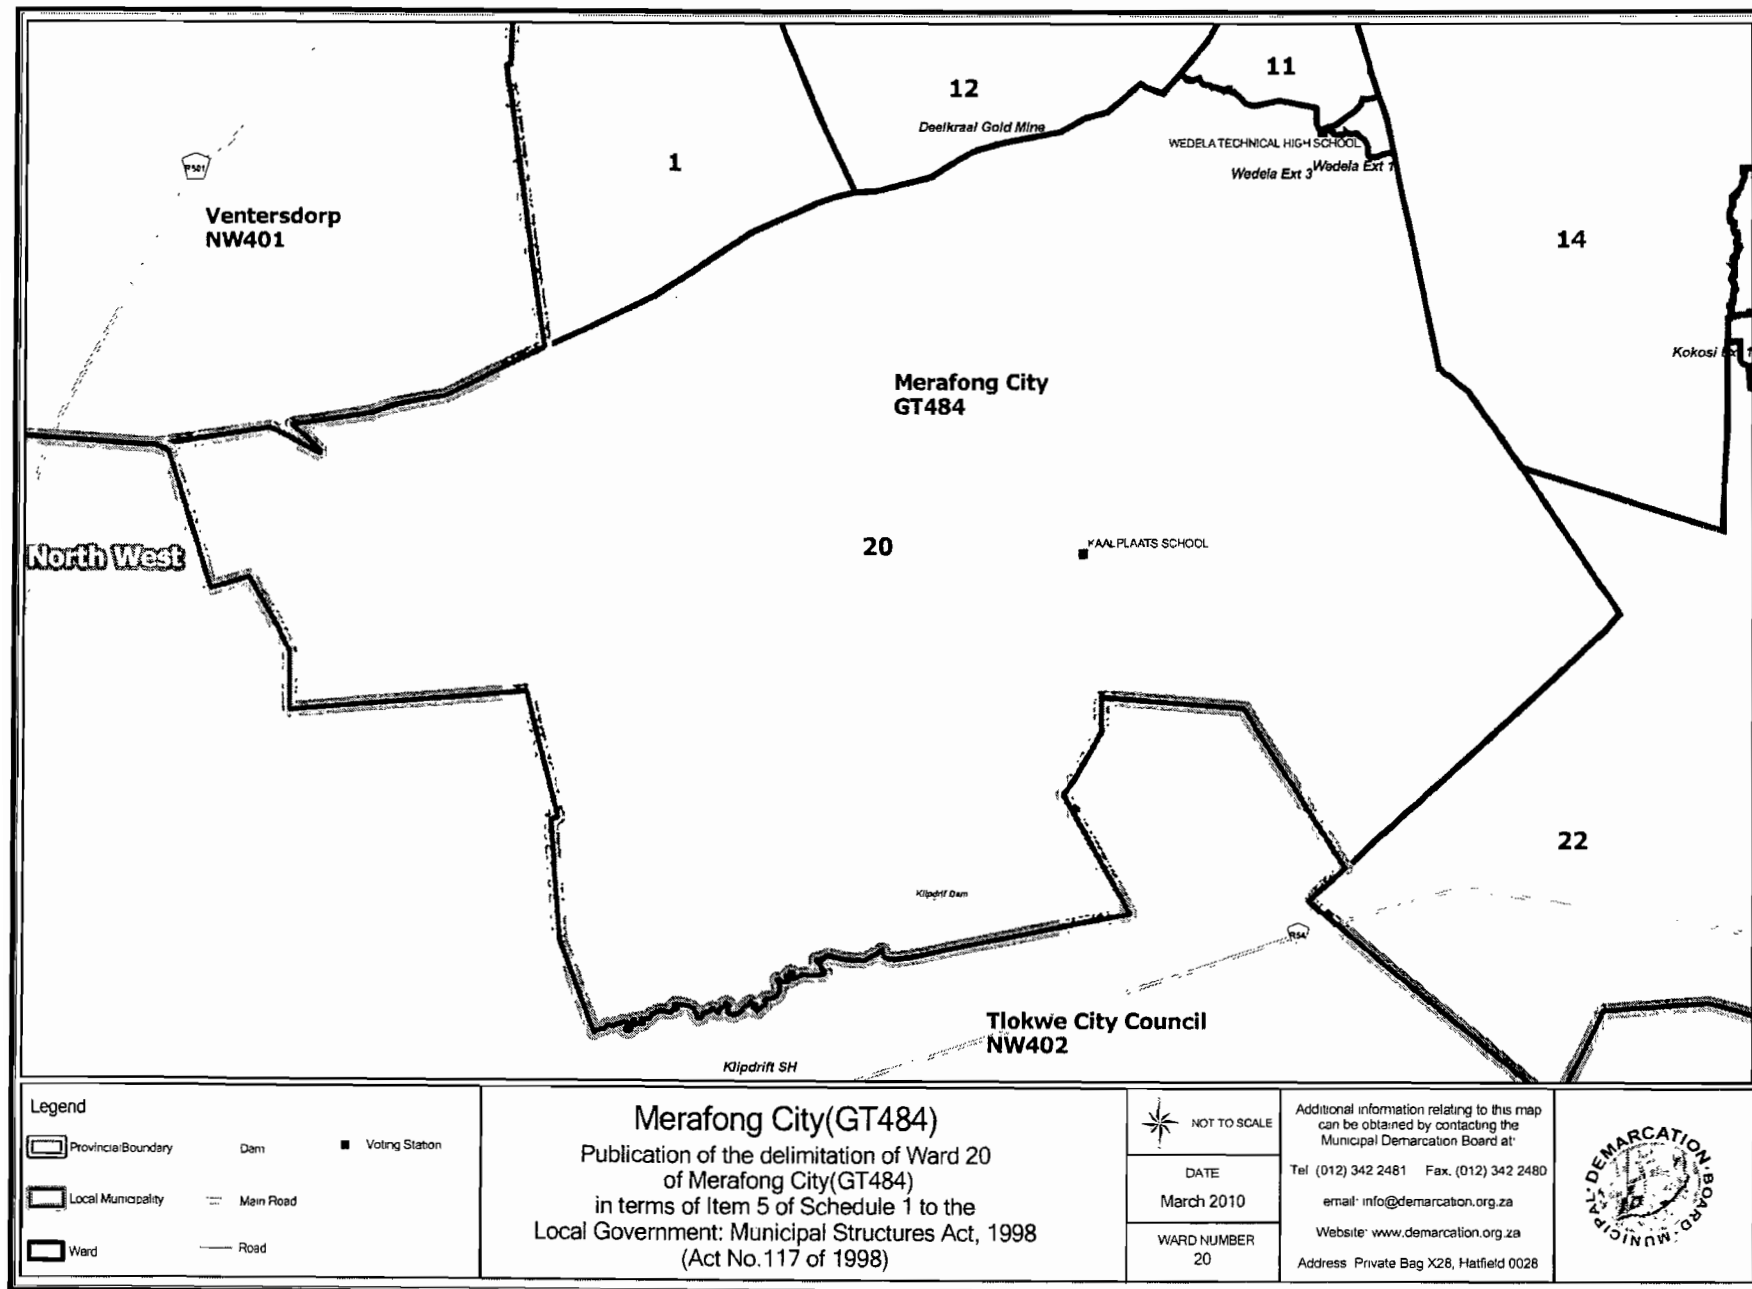 11
12
Deelkraal Gold Mine
WEDELA TECHNICAL HIGH SCHOOL
Wedela Ext 3
Wedela Ext 1
1
R501
Ventersdorp
NW401
14
Kokosi Ext 1
Merafong City
GT484
North West
20
KAALPLAATS SCHOOL
22
Klipdrif Dam
R54
Tlokwe City Council
NW402
Klipdrift SH
Legend
Provincial Boundary
Dam
Voting Station
Local Municipality
Main Road
Ward
Road
Merafong City(GT484)
Publication of the delimitation of Ward 20
of Merafong City(GT484)
in terms of Item 5 of Schedule 1 to the
Local Government: Municipal Structures Act, 1998
(Act No.117 of 1998)
NOT TO SCALE
DATE
March 2010
WARD NUMBER
20
Additional information relating to this map
can be obtained by contacting the
Municipal Demarcation Board at:
Tel (012) 342 2481 Fax. (012) 342 2480
email: info@demarcation.org.za
Website: www.demarcation.org.za
Address Private Bag X28, Hatfield 0028
MUNICIPAL DEMARCATION BOARD